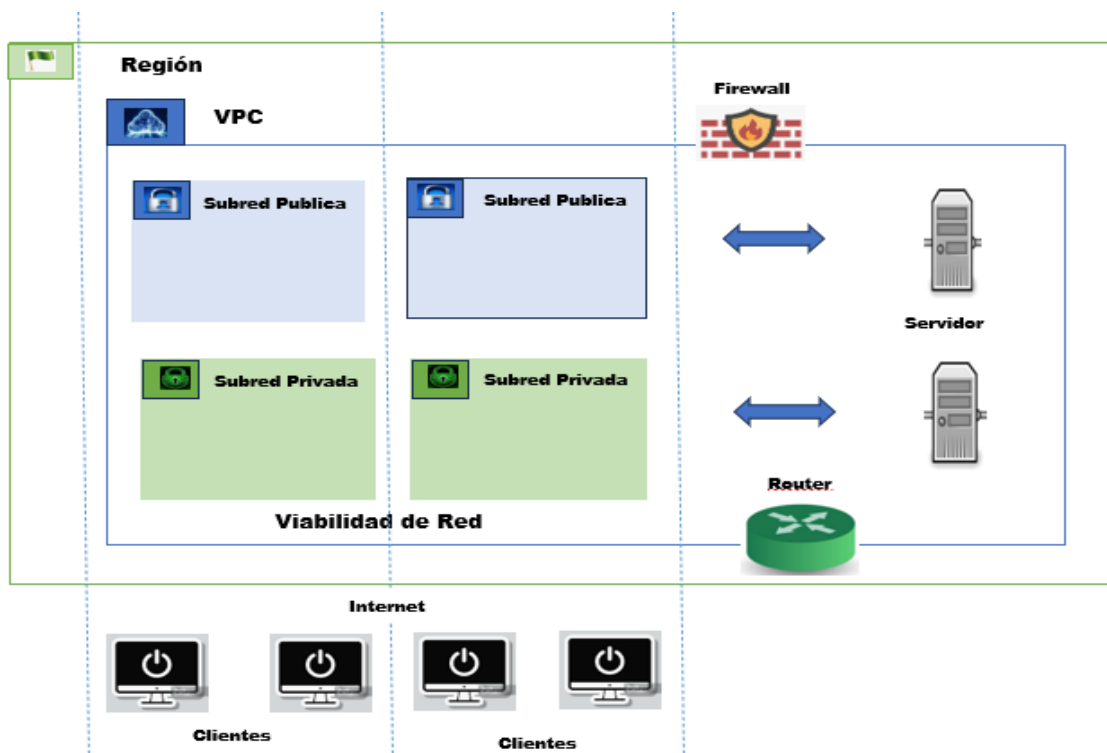 Región
Firewall
VPC
Subred Publica
Subred Publica
Servidor
Subred Privada
Subred Privada
Router
Viabilidad de Red
Internet
Clientes
Clientes